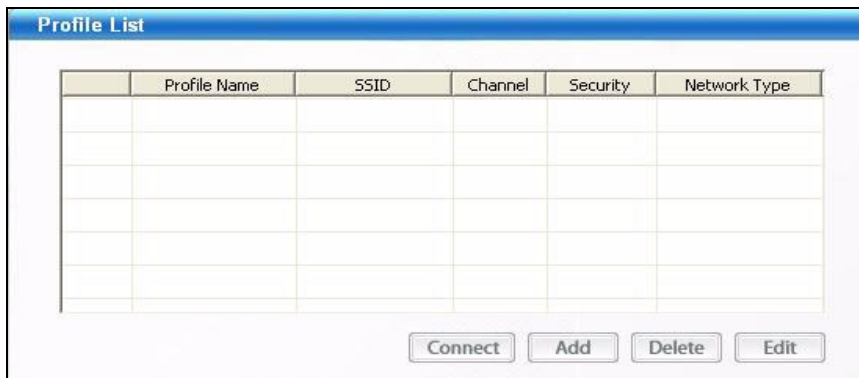 Profile List
Profile Name SSID Channel Security Network Type
Connect Add Delete Edit